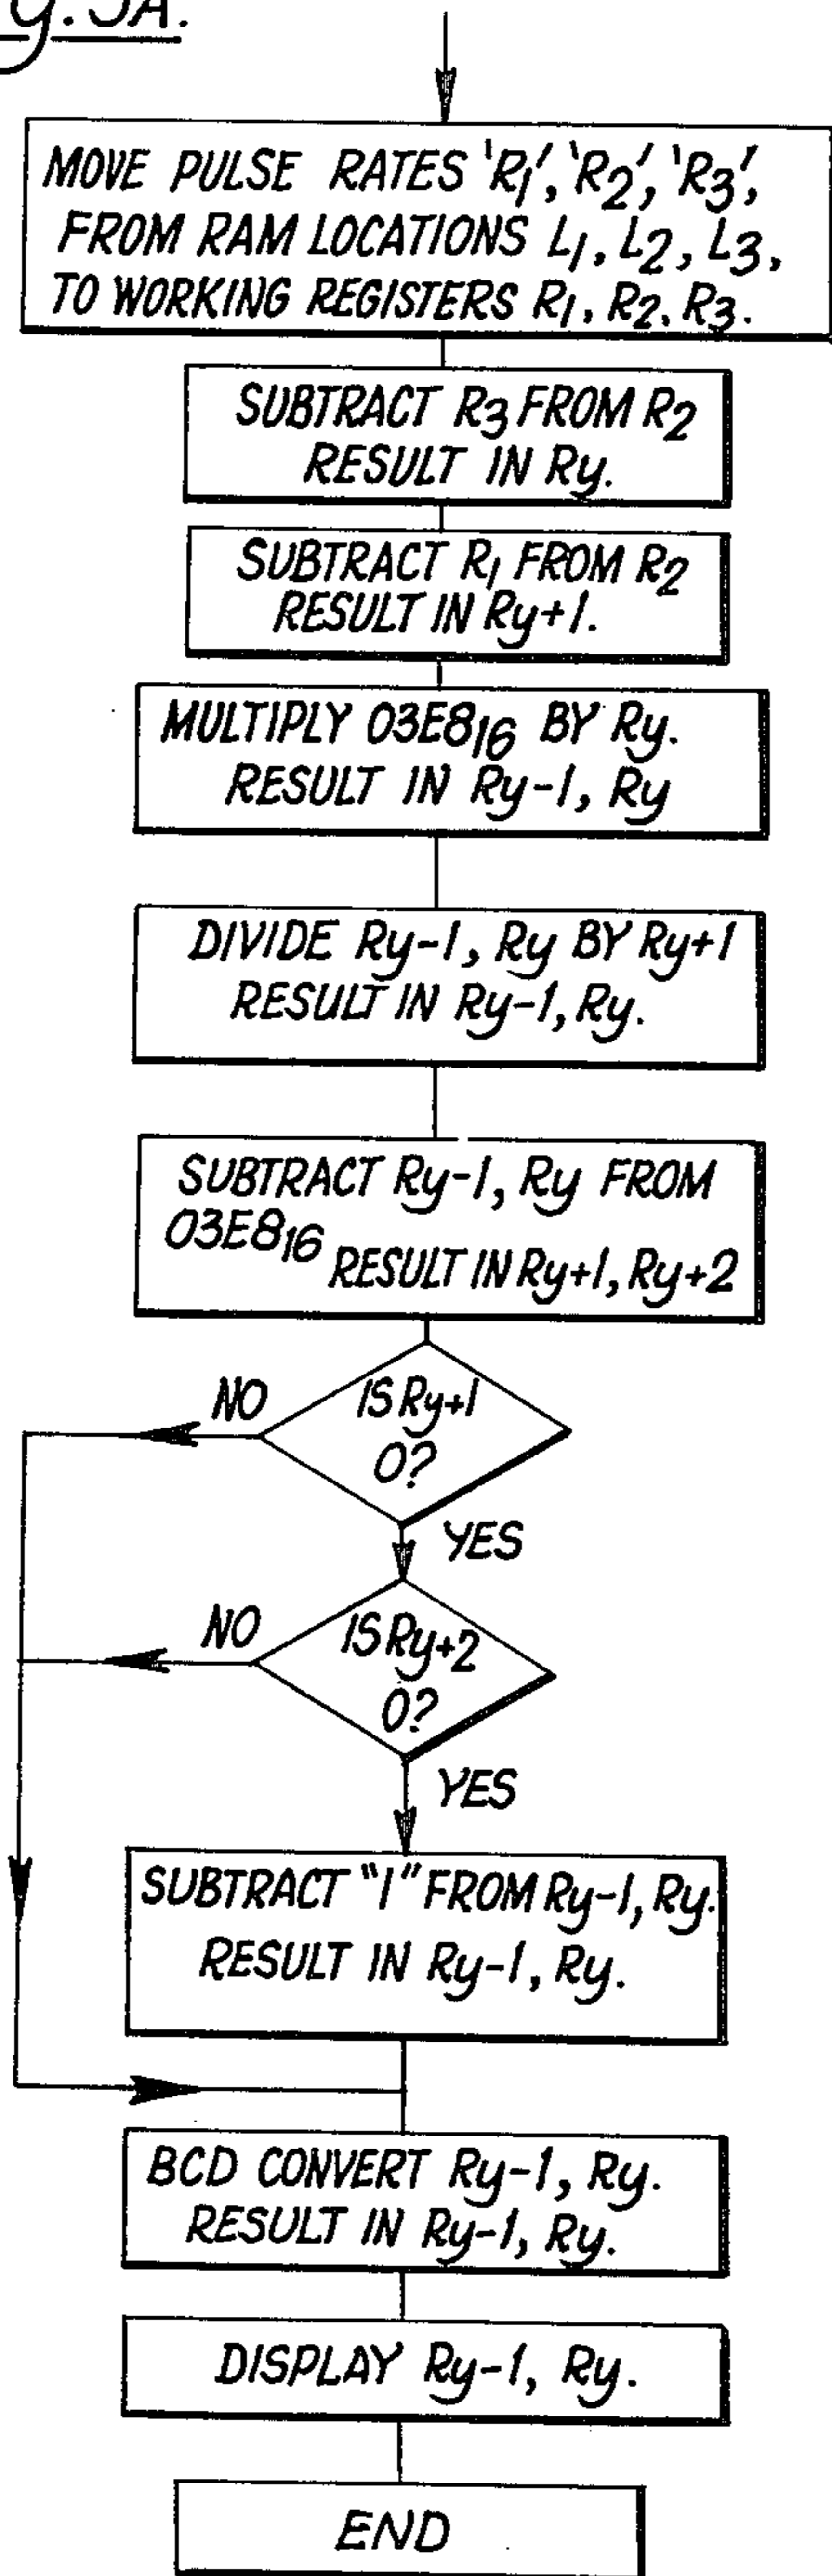 g. 5A.
MOVE PULSE RATES 'R1', 'R2', 'R3',
FROM RAM LOCATIONS L1, L2, L3,
TO WORKING REGISTERS R1, R2, R3.
SUBTRACT R3 FROM R2
RESULT IN Ry.
SUBTRACT R1 FROM R2
RESULT IN Ry+1.
MULTIPLY 03E816 BY Ry.
RESULT IN Ry-1, Ry
DIVIDE Ry-1, Ry BY Ry+1
RESULT IN Ry-1, Ry.
SUBTRACT Ry-1, Ry FROM
03E816 RESULT IN Ry+1, Ry+2
NO
IS Ry+1
0?
YES
NO
IS Ry+2
0?
YES
SUBTRACT "1" FROM Ry-1, Ry.
RESULT IN Ry-1, Ry.
BCD CONVERT Ry-1, Ry.
RESULT IN Ry-1, Ry.
DISPLAY Ry-1, Ry.
END